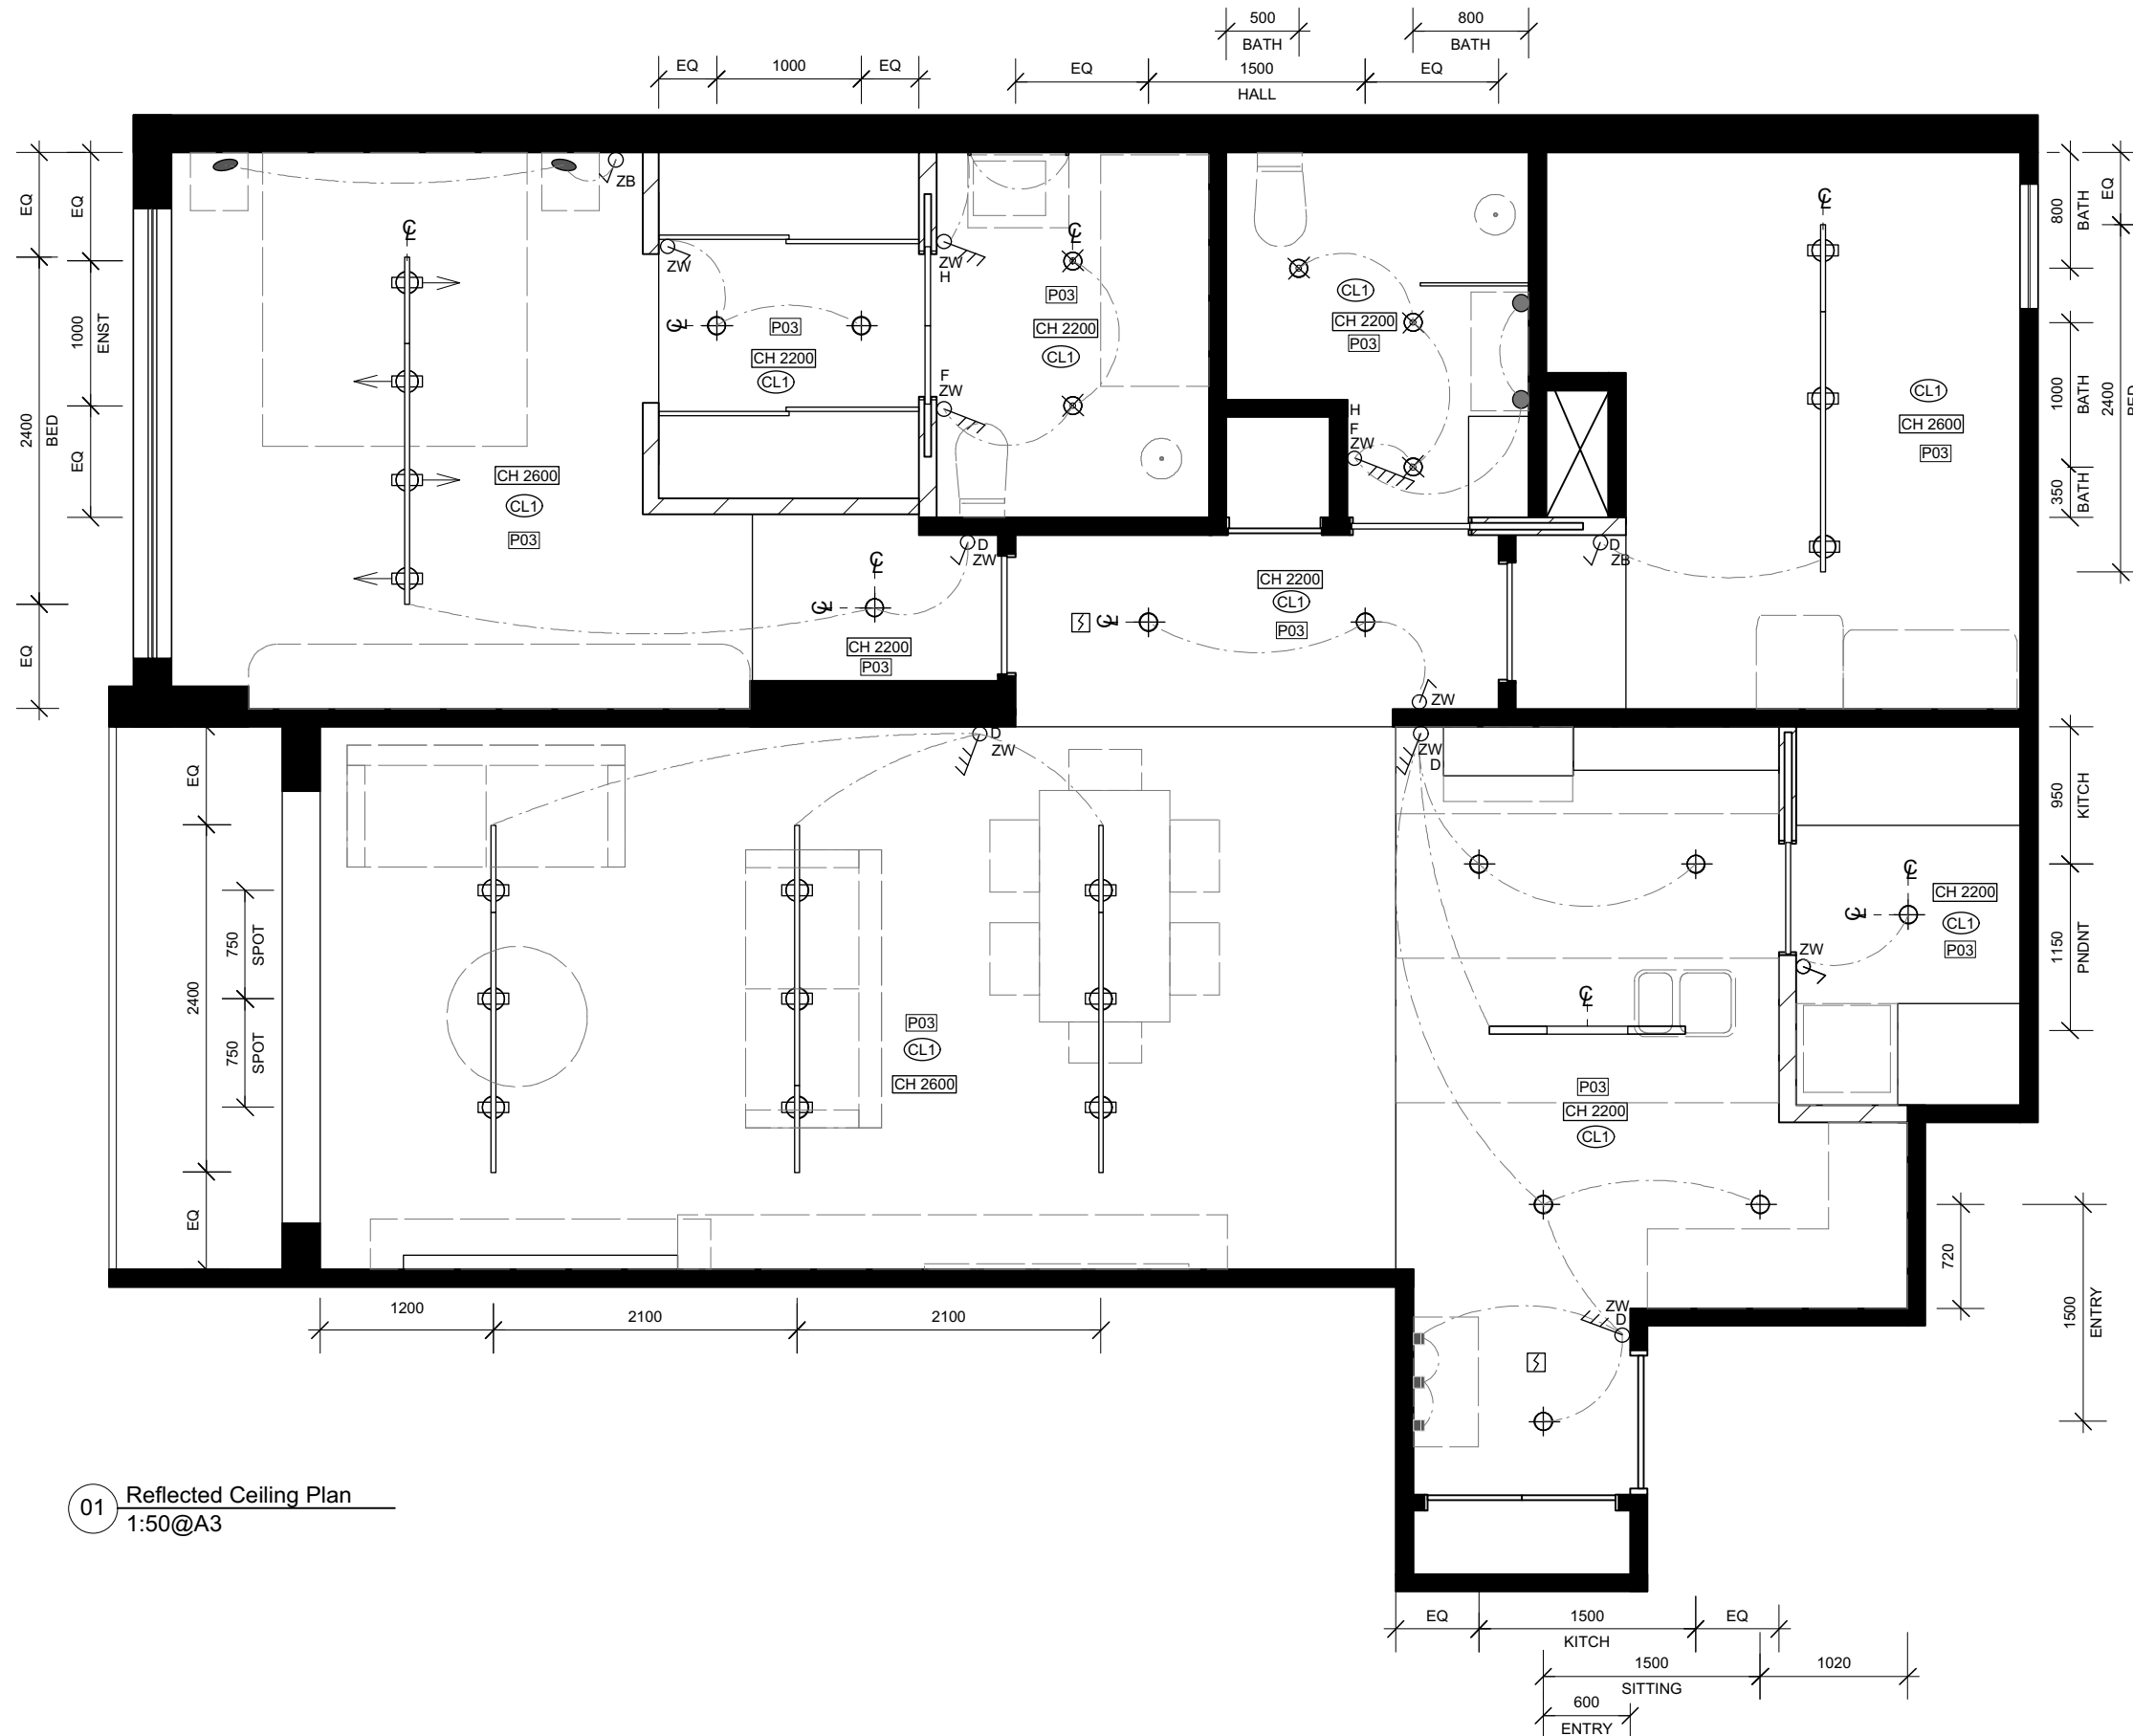 500
BATH
800
BATH
EQ
1000
EQ
EQ
1500
HALL
EQ
EQ
2400
BED
EQ
EQ
1000
ENST
EQ
ZB
ZW
P03
CH 2200
CL1
ZW
H
F
ZW
P03
CH 2200
CL1
CL1
CH 2200
P03
H
F
ZW
CH 2600
CL1
P03
CL1
CH 2600
P03
800
BATH
1000
BATH
350
BATH
EQ
2400
BED
D
ZW
CH 2200
P03
CH 2200
CL1
P03
D
ZB
ZW
D
ZW
ZW
D
EQ
2400
EQ
750
SPOT
750
SPOT
P03
CL1
CH 2600
CH 2200
CL1
P03
ZW
950
KITCH
1150
PNDNT
P03
CH 2200
CL1
720
1500
ENTRY
ZW
D
1200
2100
2100
01
Reflected Ceiling Plan
1:50@A3
EQ
1500
KITCH
EQ
1500
SITTING
1020
600
ENTRY